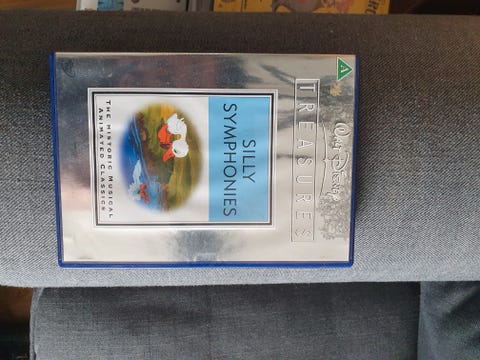 Walt Disney
TREASURES
SILLY
SYMPHONIES
THE HISTORIC MUSICAL
ANIMATED CLASSICS